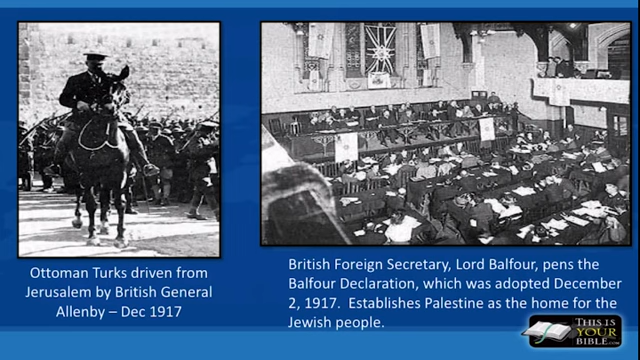 Ottoman Turks driven from
Jerusalem by British General
Allenby – Dec 1917
British Foreign Secretary, Lord Balfour, pens the
Balfour Declaration, which was adopted December
2, 1917.  Establishes Palestine as the home for the
Jewish people.
THIS IS
YOUR
BIBLE.COM